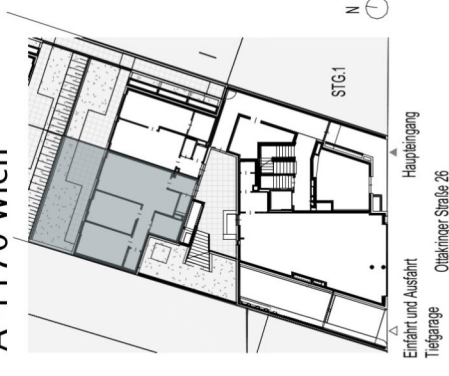 A-1170 Wien
N
STG.1
Haupteingang
Einfahrt und Ausfahrt
Tiefgarage
Ottakringer Straße 26